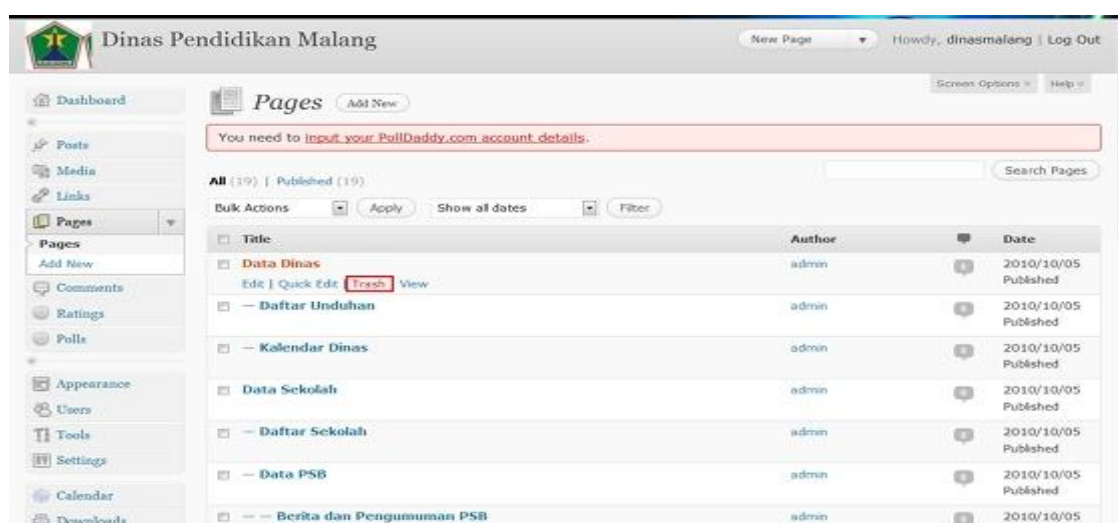 Dinas Pendidikan Malang
New Page
Howdy, dinasmalang | Log Out
Screen Options
Help
Dashboard
Posts
Media
Links
Pages
Pages
Add New
Comments
Ratings
Polls
Appearance
Users
Tools
Settings
Calendar
Downloads
Pages Add New
You need to input your PollDaddy.com account details.
Search Pages
All (19) | Published (19)
Bulk Actions Apply Show all dates Filter
Title Author Date
Data Dinas admin 2010/10/05
Edit | Quick Edit | Trash | View Published
— Daftar Unduhan admin 2010/10/05
Published
— Kalendar Dinas admin 2010/10/05
Published
Data Sekolah admin 2010/10/05
Published
— Daftar Sekolah admin 2010/10/05
Published
— Data PSB admin 2010/10/05
Published
— — Berita dan Pengumuman PSB admin 2010/10/05